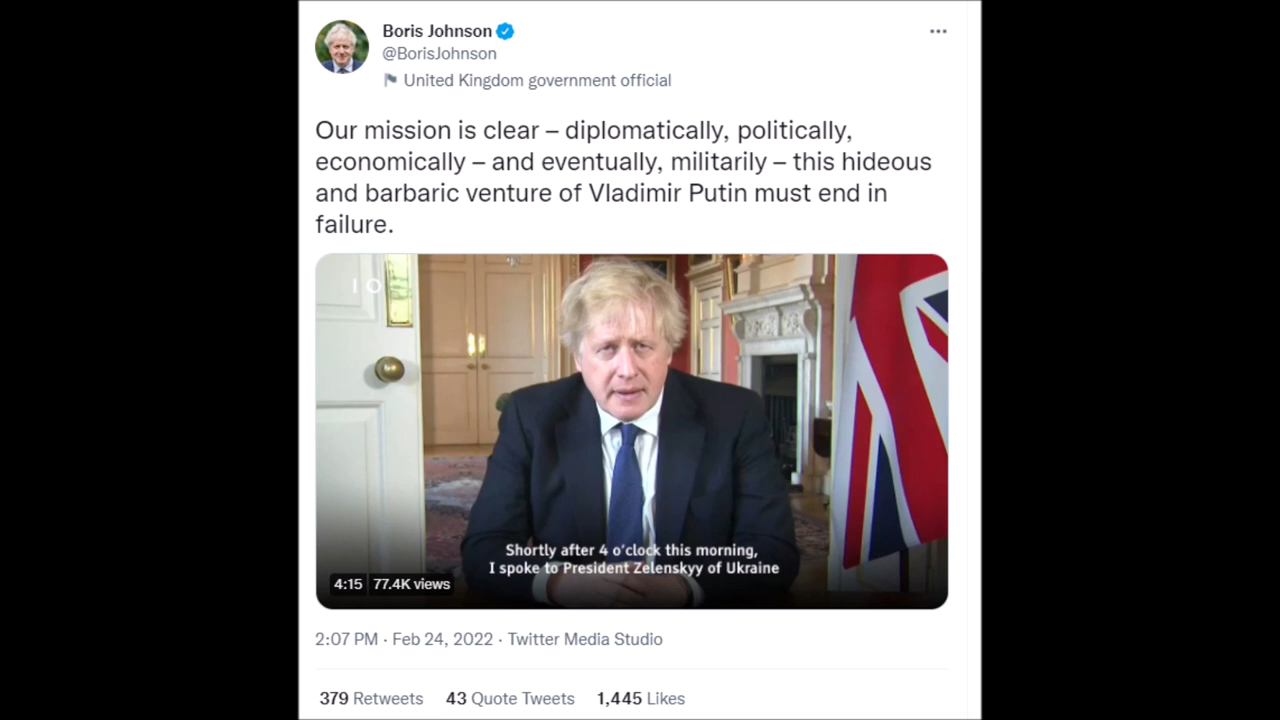 Boris Johnson
@BorisJohnson
United Kingdom government official
Our mission is clear – diplomatically, politically,
economically – and eventually, militarily – this hideous
and barbaric venture of Vladimir Putin must end in
failure.
10
Shortly after 4 o'clock this morning,
I spoke to President Zelenskyy of Ukraine
4:15 77.4K views
2:07 PM · Feb 24, 2022 · Twitter Media Studio
379 Retweets 43 Quote Tweets 1,445 Likes